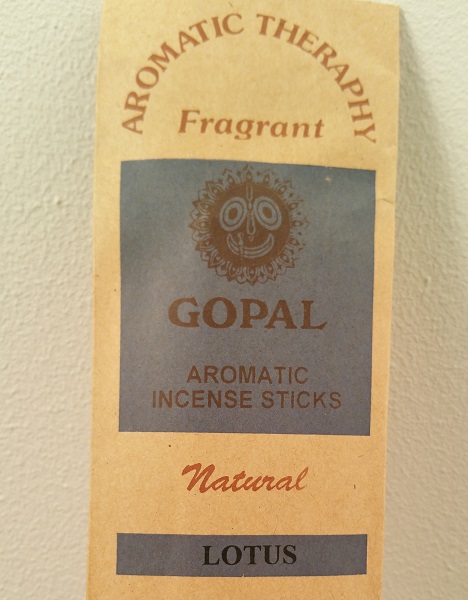 AROMATIC THERAPHY
Fragrant
GOPAL
AROMATIC
INCENSE STICKS
Natural
LOTUS